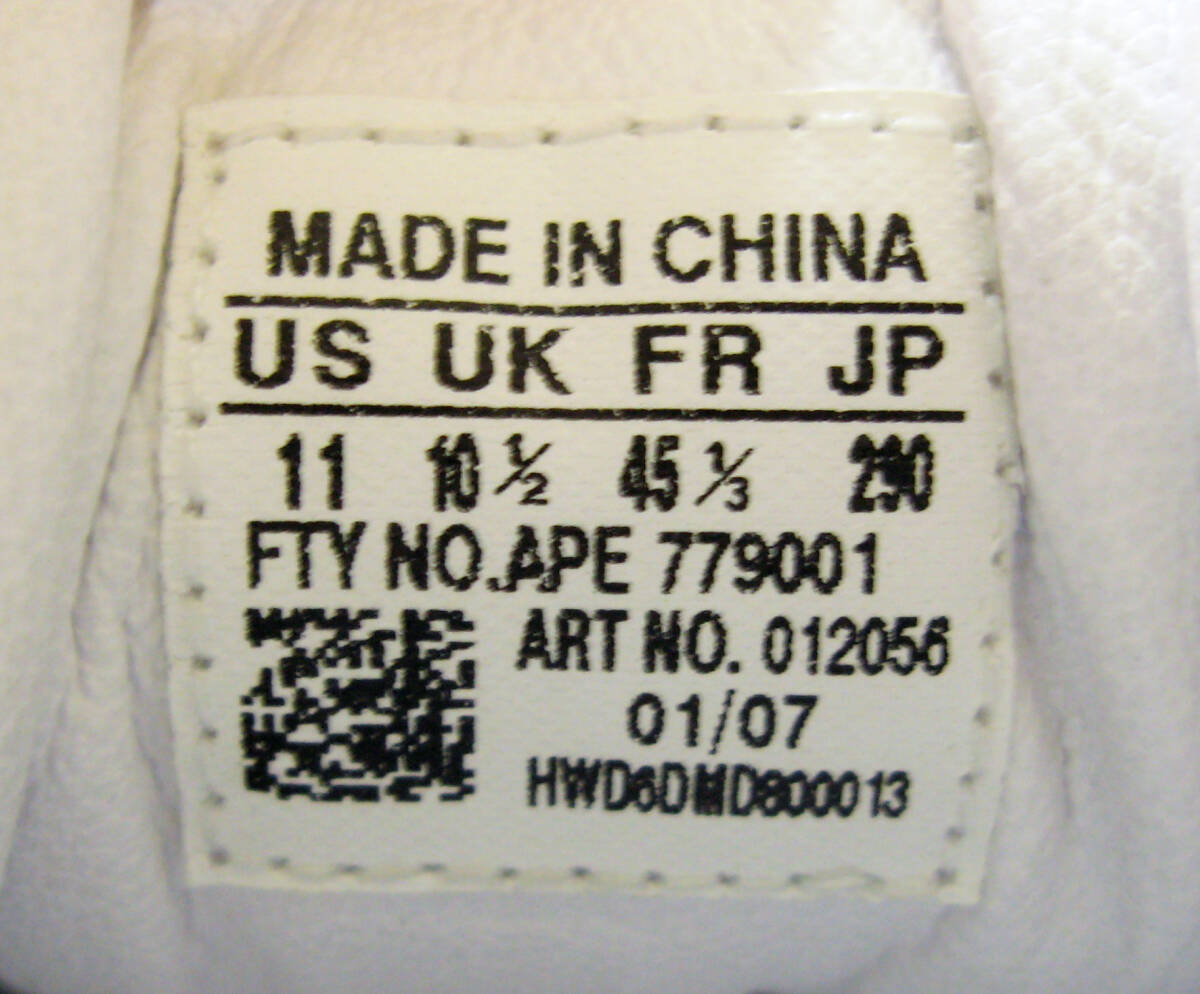 MADE IN CHINA
US UK FR JP
11 10 ½ 45 ⅓ 290
FTY NO. APE 779001
ART NO. 012056
01/07
HWD6DMD800013